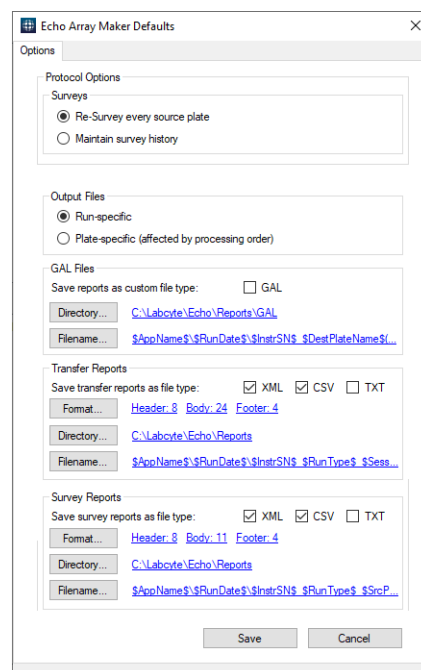 Echo Array Maker Defaults
Options
Protocol Options
Surveys
Re-Survey every source plate
Maintain survey history
Output Files
Run-specific
Plate-specific (affected by processing order)
GAL Files
Save reports as custom file type: GAL
Directory... C:\Labcyte\Echo\Reports\GAL
Filename... $AppName$\$RunDate$\$InstrSN$_$DestPlateName$(...
Transfer Reports
Save transfer reports as file type: XML CSV TXT
Format... Header: 8 Body: 24 Footer: 4
Directory... C:\Labcyte\Echo\Reports
Filename... $AppName$\$RunDate$\$InstrSN$_$RunType$_$Sess...
Survey Reports
Save survey reports as file type: XML CSV TXT
Format... Header: 8 Body: 11 Footer: 4
Directory... C:\Labcyte\Echo\Reports
Filename... $AppName$\$RunDate$\$InstrSN$_$RunType$_$SrcP...
Save Cancel